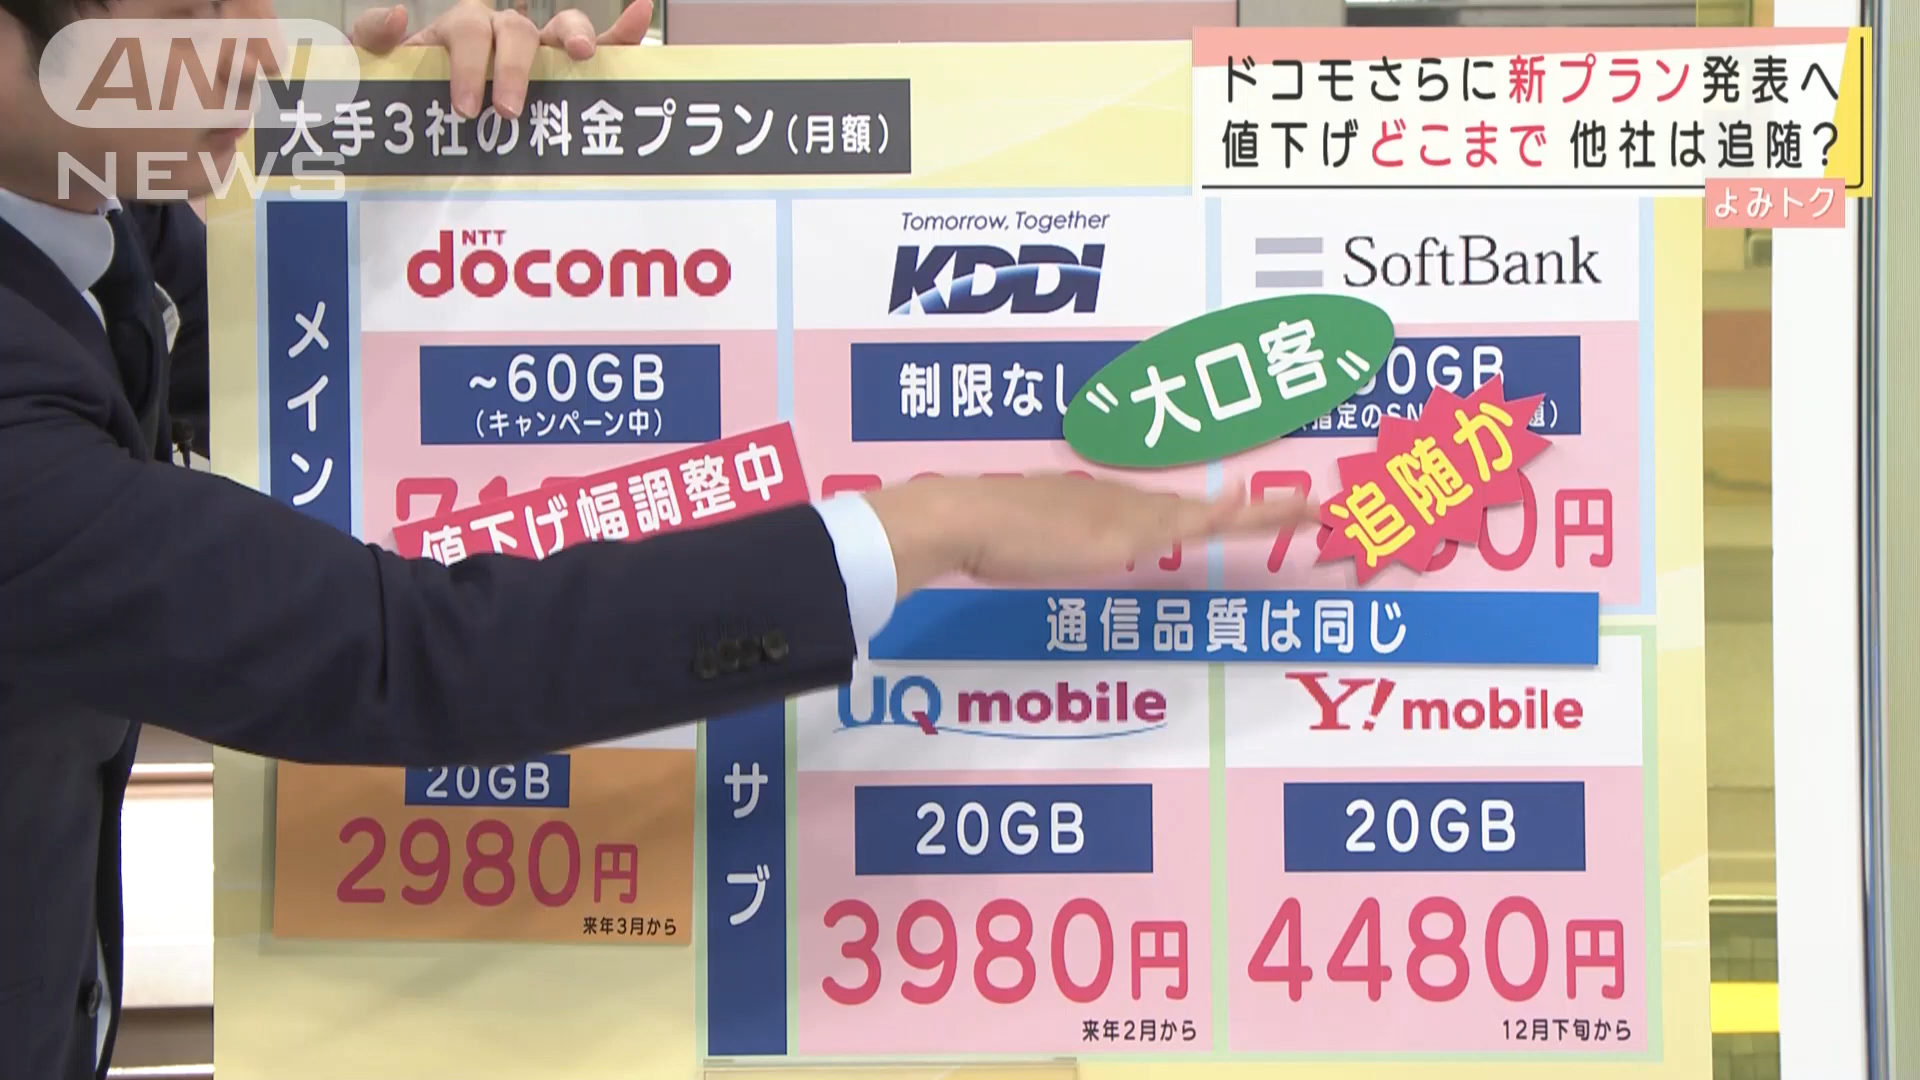 ANN
NEWS
大手3社の料金プラン(月額)
ドコモさらに新プラン発表へ
値下げどこまで 他社は追随?
よみトク
メイン
NTT
docomo
~60GB
(キャンペーン中)
値下げ幅調整中
Tomorrow, Together
KDDI
制限なし
〝大口客〟
SoftBank
0GB
追随か
円
通信品質は同じ
20GB
2980円
来年3月から
サブ
UQ mobile
20GB
3980円
来年2月から
Y! mobile
20GB
4480円
12月下旬から